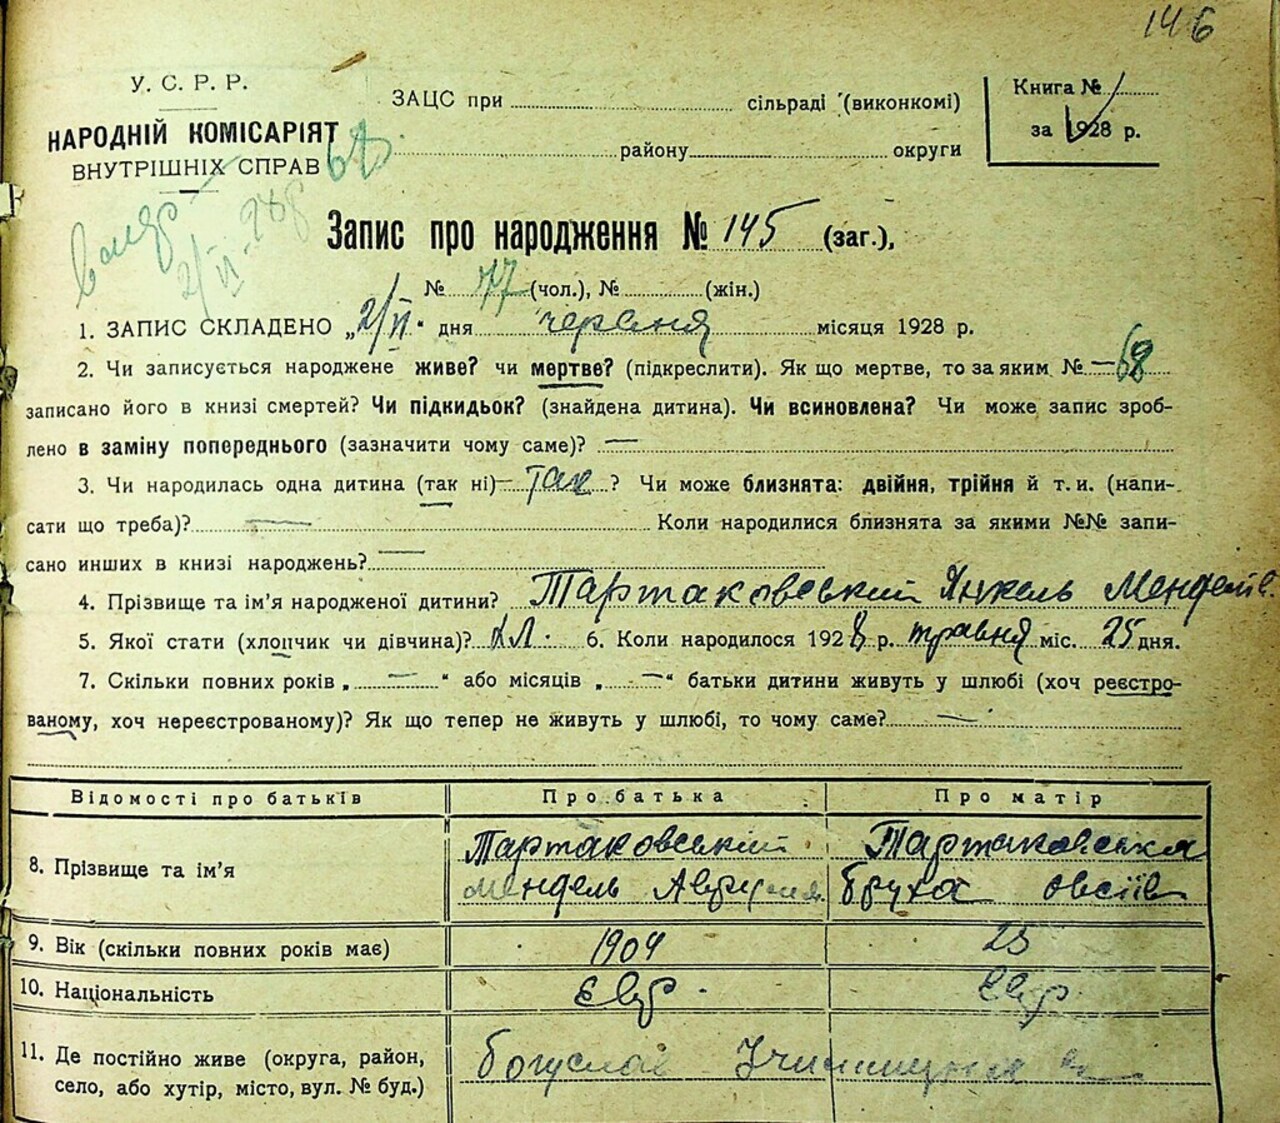 146
У. С. Р. Р.
НАРОДНІЙ КОМІСАРІЯТ
ВНУТРІШНІХ СПРАВ
ЗАЦС при сільраді (виконкомі)
району округи
Книга №
за 1928 р.
Запис про народження № 145 (заг.),
№ 77 (чол.), № (жін.)
1. ЗАПИС СКЛАДЕНО „2/VI" дня червня місяця 1928 р.
2. Чи записується народжене живе? чи мертве? (підкреслити). Як що мертве, то за яким № —68
записано його в книзі смертей? Чи підкидьок? (знайдена дитина). Чи всиновлена? Чи може запис зроб-
лено в заміну попереднього (зазначити чому саме)? —
3. Чи народилась одна дитина (так ні) — так ? Чи може близнята: двійня, трійня й т. и. (напи-
сати що треба)? — Коли народилися близнята за якими №№ запи-
сано инших в книзі народжень? —
4. Прізвище та ім'я народженої дитини? Тартаковський Янкель Менделів.
5. Якої стати (хлопчик чи дівчина)? хл. 6. Коли народилося 1928 р. травня міс. 25 дня.
7. Скільки повних років „ — " або місяців „ — " батьки дитини живуть у шлюбі (хоч реєстро-
ваному, хоч нереєстрованому)? Як що тепер не живуть у шлюбі, то чому саме? —
Відомості про батьків Про батька Про матір
8. Прізвище та ім'я Тартаковський Тартаковська
Мендель Бруха Овсіїв
9. Вік (скільки повних років має) 1904 23
10. Національність Євр. Євр.
11. Де постійно живе (округа, район,
село, або хутір, місто, вул. № буд.) Богуслав